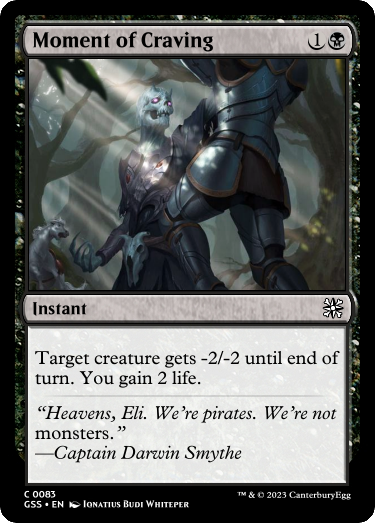 Moment of Craving 1
Instant
Target creature gets -2/-2 until end of
turn. You gain 2 life.
“Heavens, Eli. We’re pirates. We’re not
monsters.”
—Captain Darwin Smythe
C 0083
GSS • EN Ionatius Budi Whiteper
™ & © 2023 CanterburyEgg